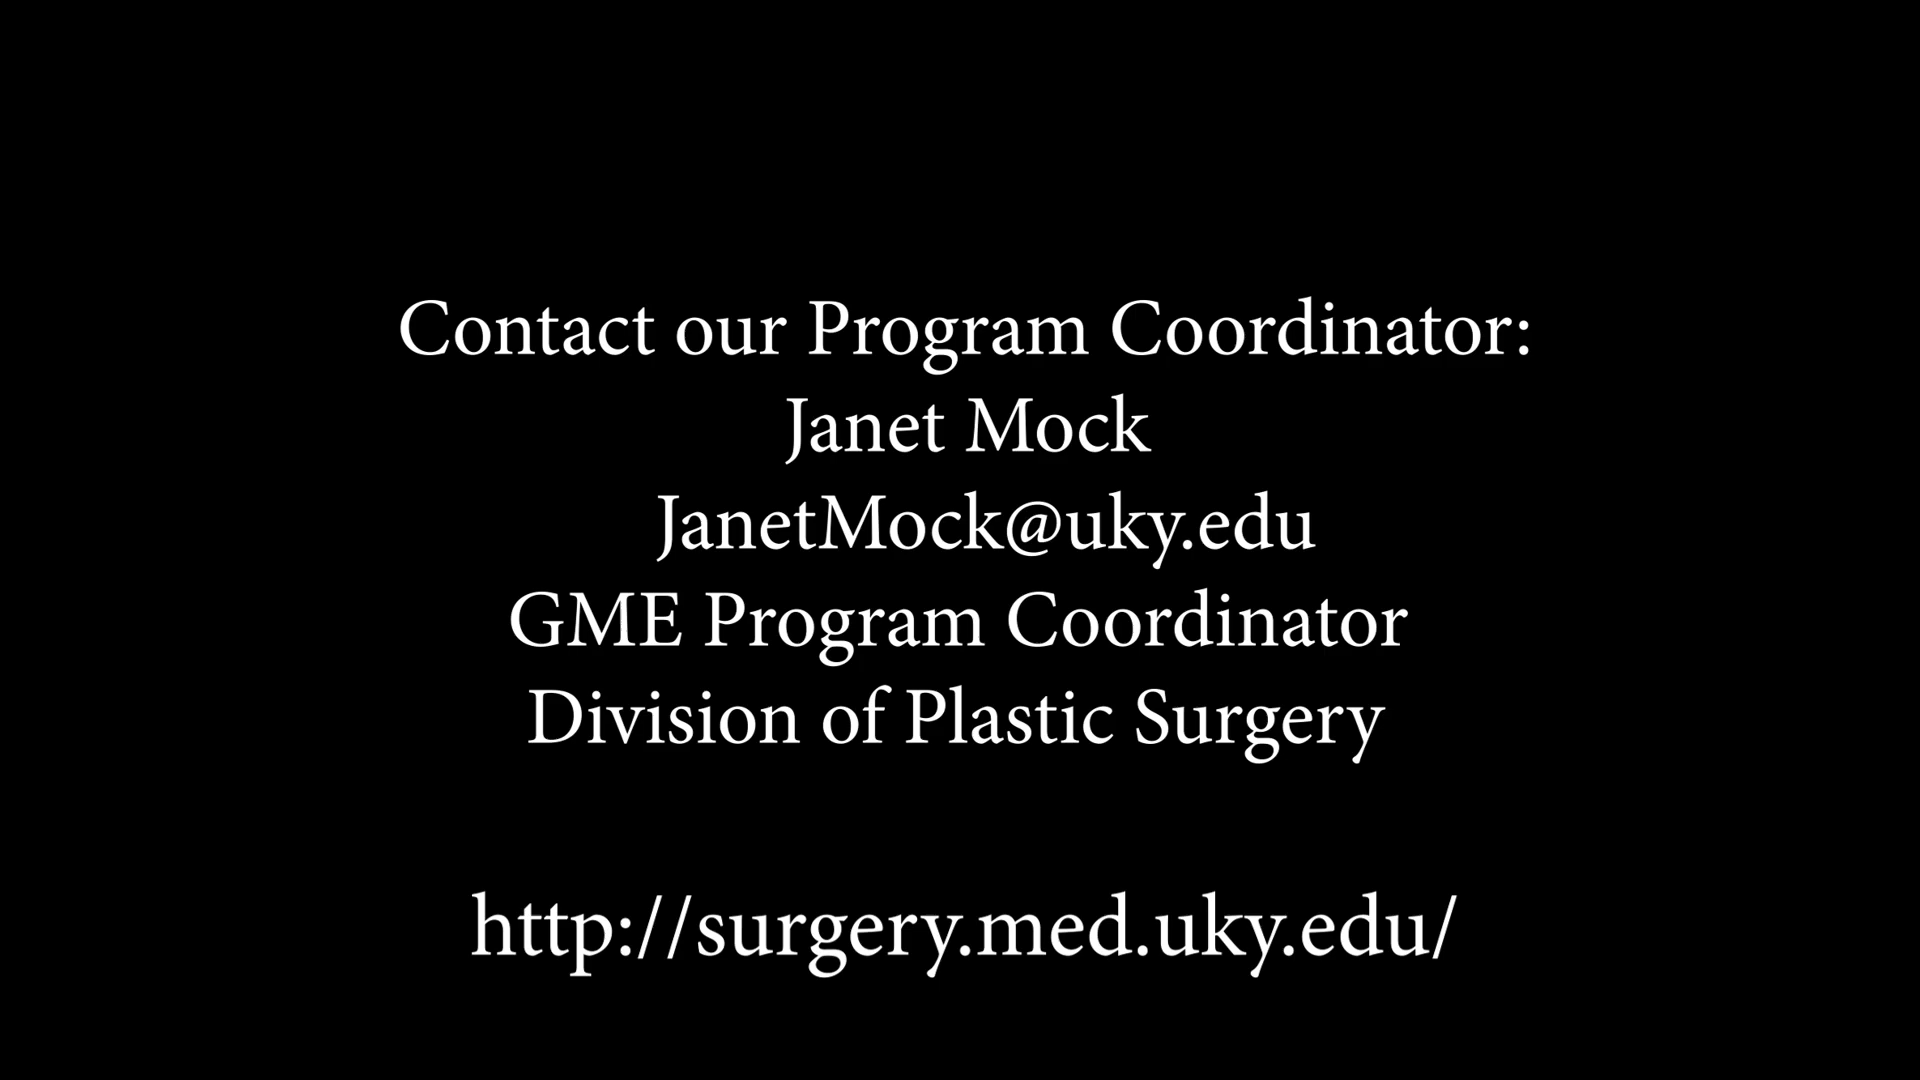 Contact our Program Coordinator:
Janet Mock
JanetMock@uky.edu
GME Program Coordinator
Division of Plastic Surgery
http://surgery.med.uky.edu/